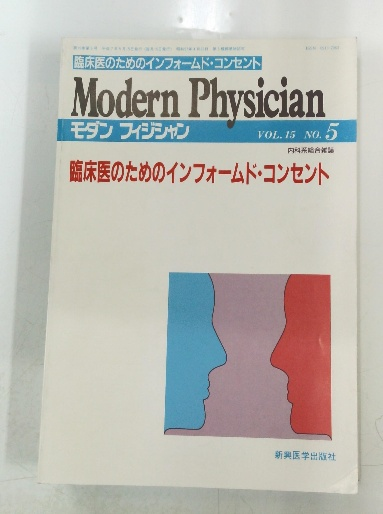 臨床医のためのインフォームド・コンセント
Modern Physician
モダン フィジシャン
VOL. 15 NO. 5
内科系総合雑誌
臨床医のためのインフォームド・コンセント
新興医学出版社